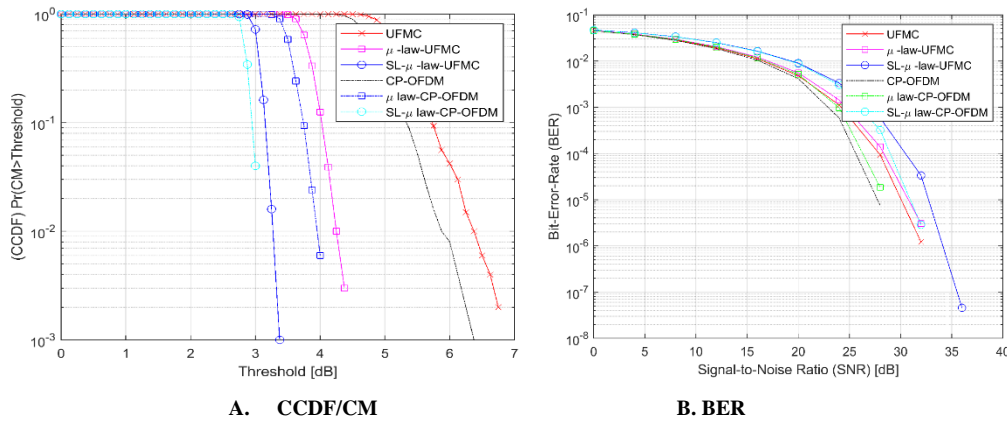 (CCDF) Pr(CM>Threshold)
10^0
10^-1
10^-2
10^-3
0 1 2 3 4 5 6 7
Threshold [dB]
UFMC
μ -law-UFMC
SL-μ -law-UFMC
CP-OFDM
μ law-CP-OFDM
SL-μ law-CP-OFDM
A. CCDF/CM
Bit-Error-Rate (BER)
10^-1
10^-2
10^-3
10^-4
10^-5
10^-6
10^-7
10^-8
0 5 10 15 20 25 30 35 40
Signal-to-Noise Ratio (SNR) [dB]
UFMC
μ -law-UFMC
SL-μ -law-UFMC
CP-OFDM
μ law-CP-OFDM
SL-μ law-CP-OFDM
B. BER